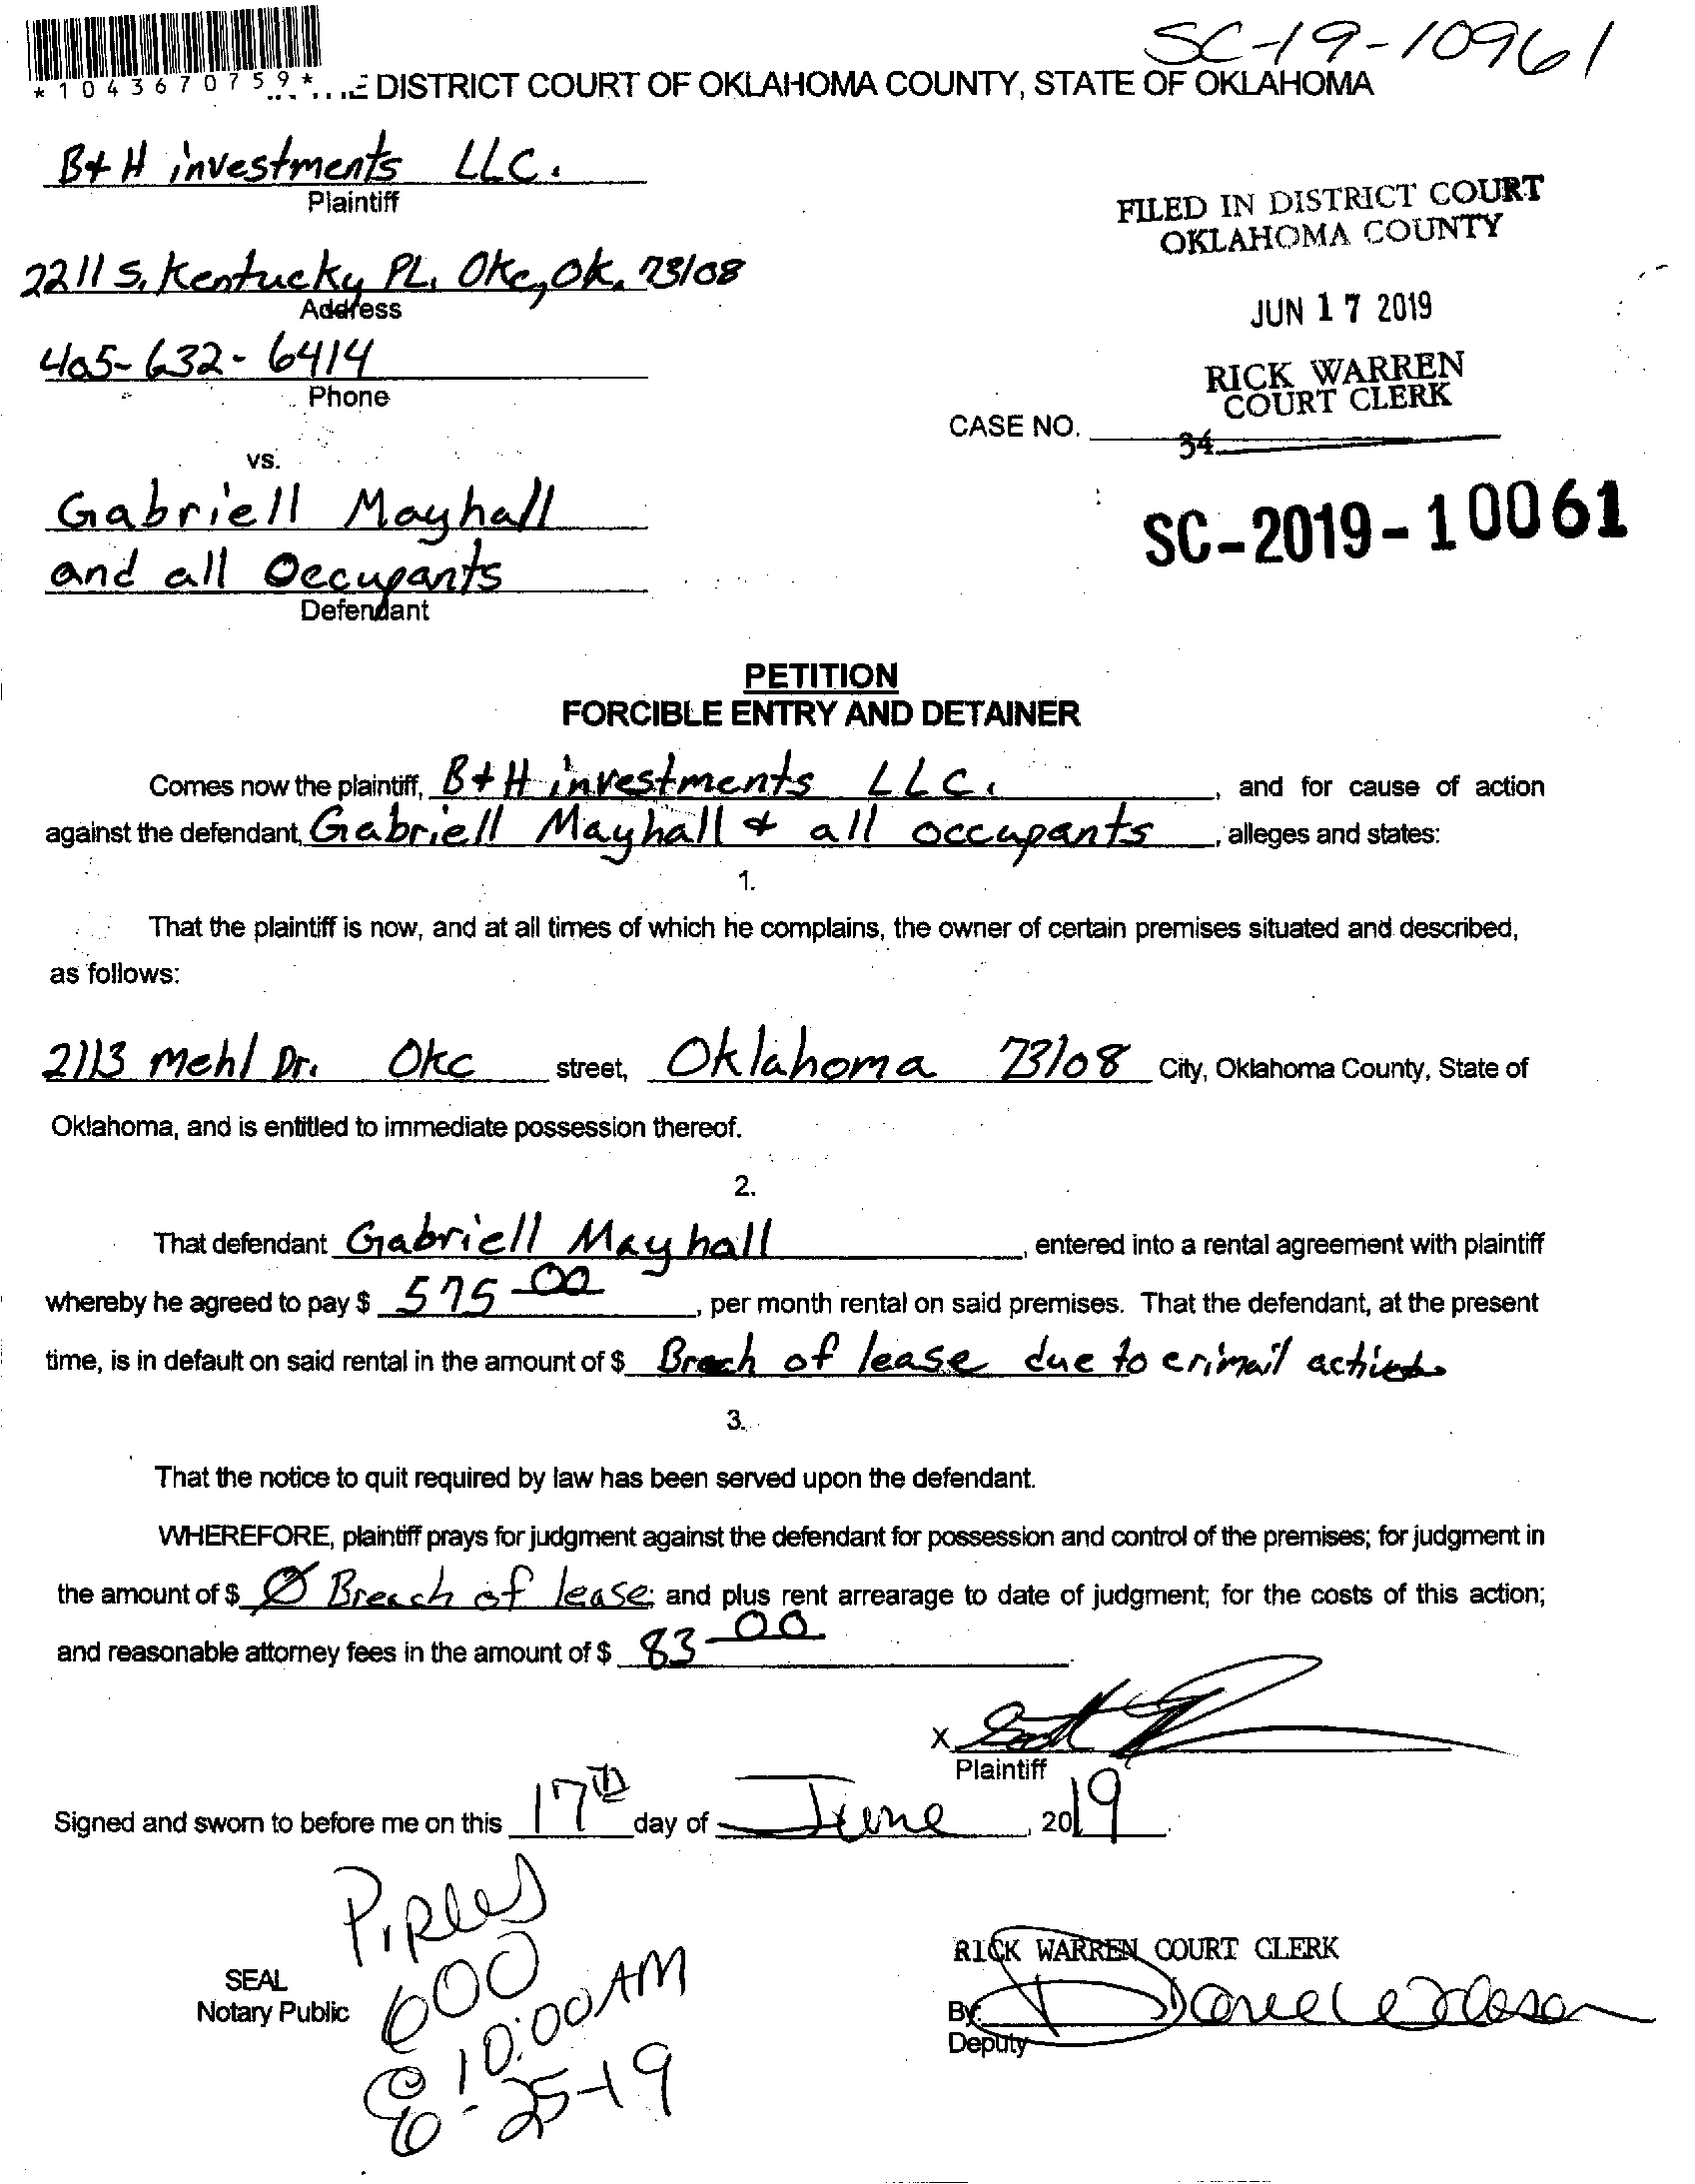 SC-19-10961
*1043670759* DISTRICT COURT OF OKLAHOMA COUNTY, STATE OF OKLAHOMA
B+H investments LLC.
Plaintiff
2211 S. Kentucky PL. Okc, Ok. 73108
Address
405-632-6414
Phone
FILED IN DISTRICT COURT
OKLAHOMA COUNTY
JUN 17 2019
RICK WARREN
COURT CLERK
CASE NO.
34
SC-2019-10061
vs.
Gabriell Mayhall
and all Occupants
Defendant
PETITION
FORCIBLE ENTRY AND DETAINER
Comes now the plaintiff, B+H investments LLC. , and for cause of action
against the defendant, Gabriell Mayhall + all occupants , alleges and states:
1.
That the plaintiff is now, and at all times of which he complains, the owner of certain premises situated and described,
as follows:
2113 Mehl Dr. Okc street, Oklahoma 73108 City, Oklahoma County, State of
Oklahoma, and is entitled to immediate possession thereof.
2.
That defendant Gabriell Mayhall , entered into a rental agreement with plaintiff
whereby he agreed to pay $ 575 00 , per month rental on said premises. That the defendant, at the present
time, is in default on said rental in the amount of $ Breach of lease due to
3.
That the notice to quit required by law has been served upon the defendant.
WHEREFORE, plaintiff prays for judgment against the defendant for possession and control of the premises; for judgment in
the amount of $ Ø Breach of lease; and plus rent arrearage to date of judgment; for the costs of this action;
and reasonable attorney fees in the amount of $ 83 00 .
X
Plaintiff
Signed and sworn to before me on this 17th day of June , 2019 .
600
10:00 AM
6-25-19
SEAL
Notary Public
RICK WARREN COURT CLERK
By:
Deputy